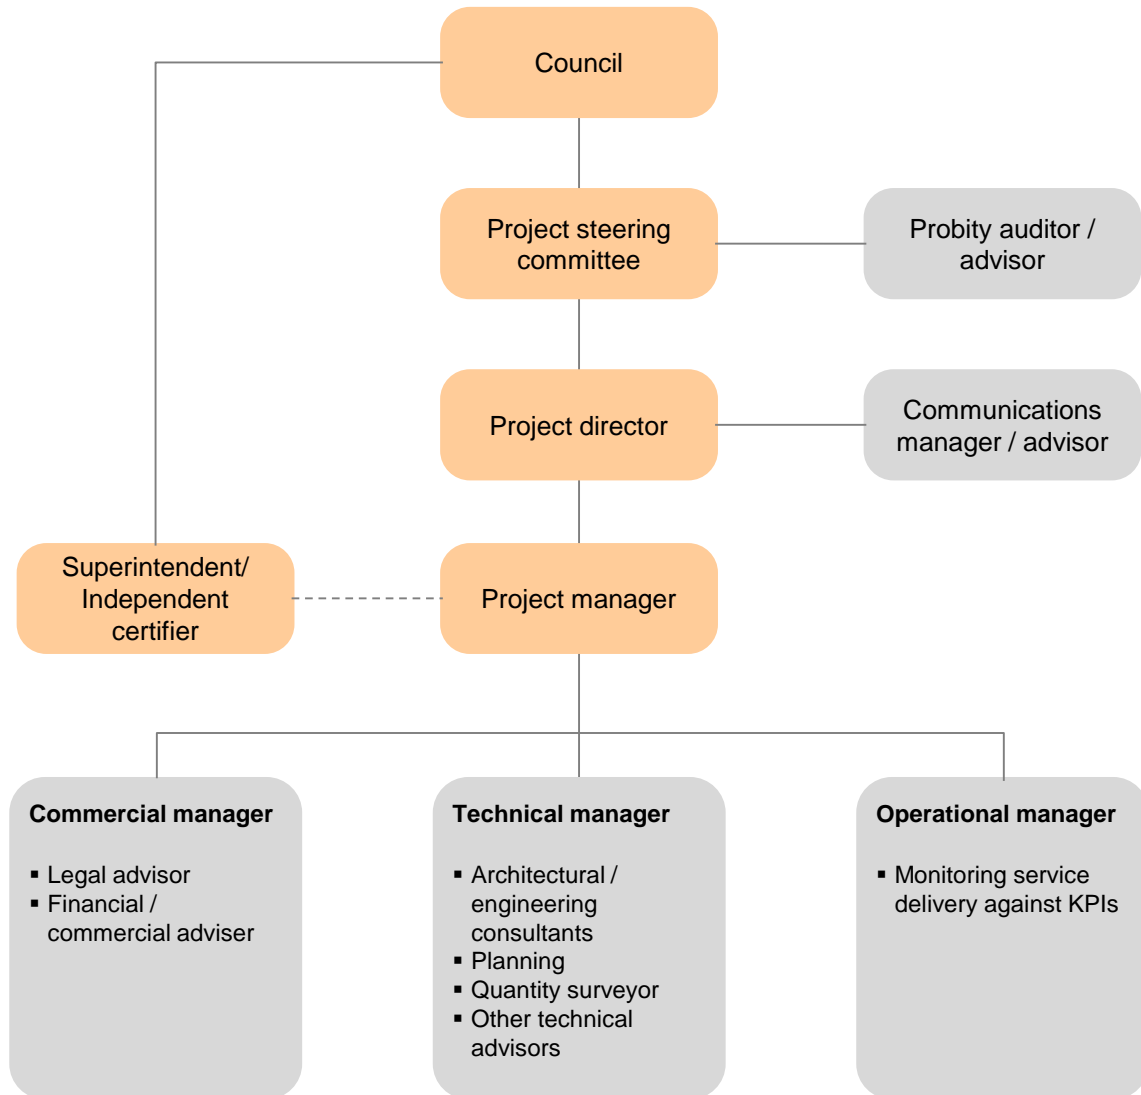 Council
Project steering
committee
Probity auditor /
advisor
Project director
Communications
manager / advisor
Superintendent/
Independent
certifier
Project manager
Commercial manager
▪ Legal advisor
▪ Financial /
commercial adviser
Technical manager
▪ Architectural /
engineering
consultants
▪ Planning
▪ Quantity surveyor
▪ Other technical
advisors
Operational manager
▪ Monitoring service
delivery against KPIs